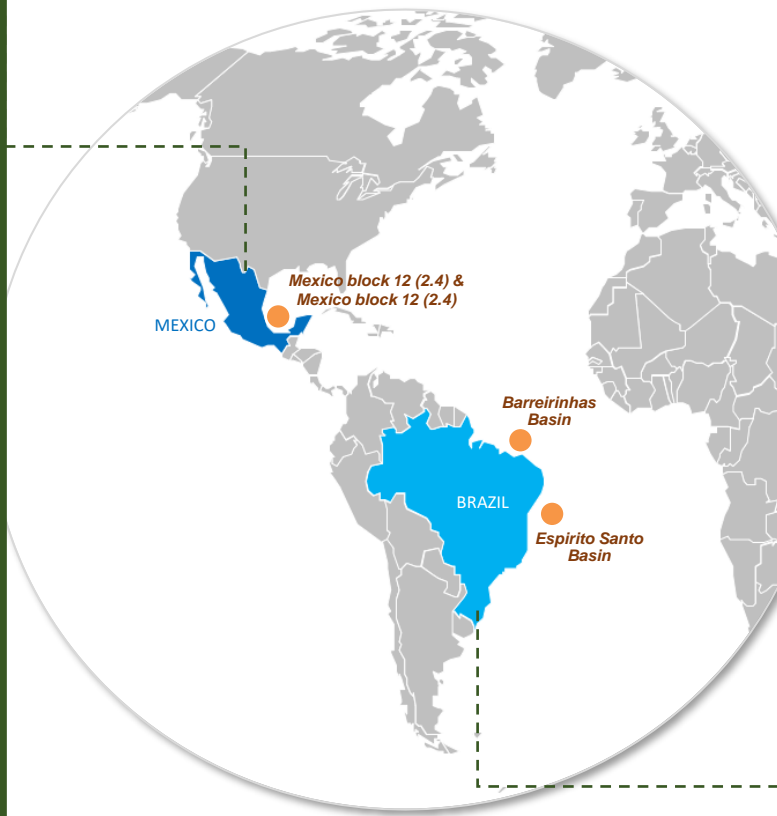 Mexico block 12 (2.4) &
Mexico block 12 (2.4)
MEXICO
Barreirinhas
Basin
BRAZIL
Espirito Santo
Basin